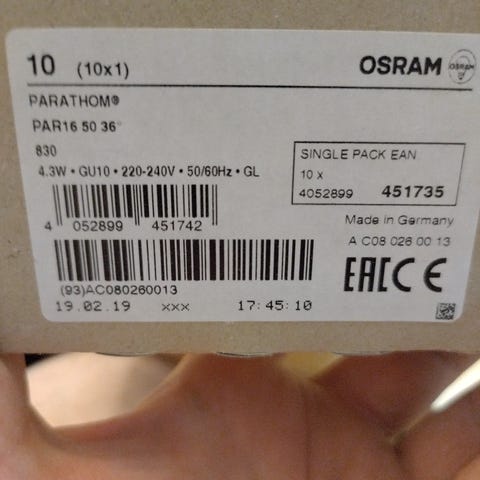 10 (10x1) OSRAM OSRAM
PARATHOM®
PAR16 50 36°
830
4.3W • GU10 • 220-240V • 50/60Hz • GL
SINGLE PACK EAN
10 x
4052899 451735
4 052899 451742
Made in Germany
A C08 026 00 13
EAC CE
(93)AC080260013
19.02.19 xxx 17:45:10